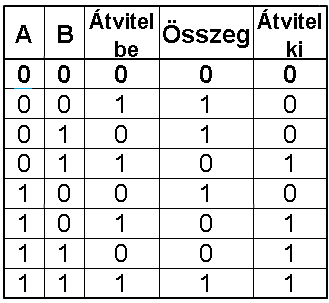 A B Átvitel be Összeg Átvitel ki
0 0 0 0 0
0 0 1 1 0
0 1 0 1 0
0 1 1 0 1
1 0 0 1 0
1 0 1 0 1
1 1 0 0 1
1 1 1 1 1